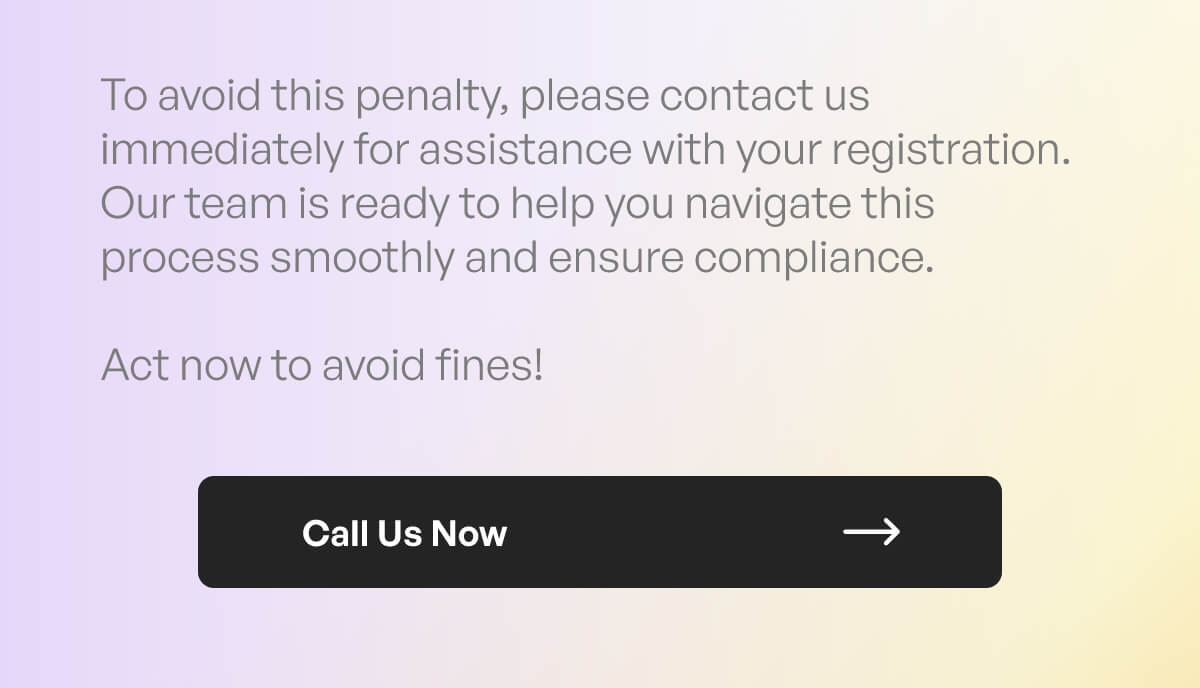 To avoid this penalty, please contact us
immediately for assistance with your registration.
Our team is ready to help you navigate this
process smoothly and ensure compliance.
Act now to avoid fines!
Call Us Now